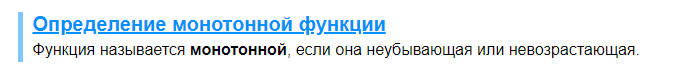 Определение монотонной функции
Функция называется монотонной, если она неубывающая или невозрастающая.